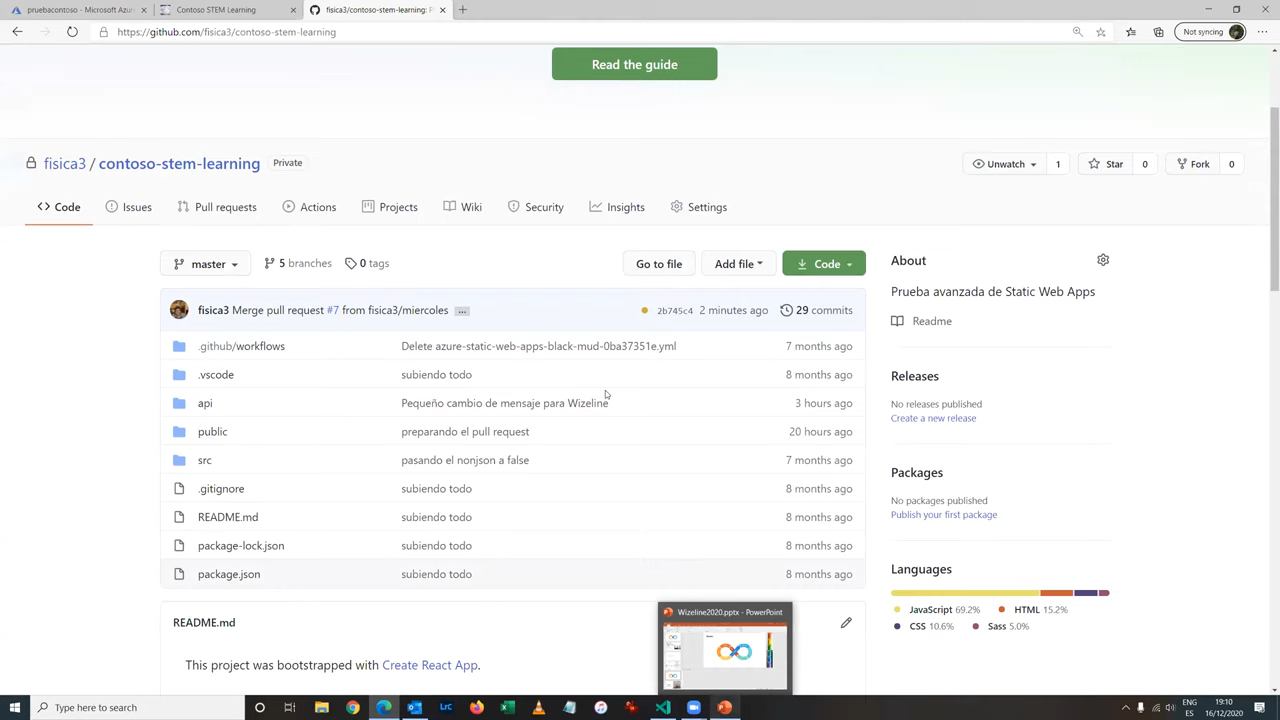 pruebacontoso - Microsoft Azur
Contoso STEM Learning
fisica3/contoso-stem-learning: P
https://github.com/fisica3/contoso-stem-learning
Not syncing
Read the guide
fisica3 / contoso-stem-learning Private
Unwatch 1 Star 0 Fork 0
Code Issues Pull requests Actions Projects Wiki Security Insights Settings
master 5 branches 0 tags Go to file Add file Code
fisica3 Merge pull request #7 from fisica3/miercoles ... 2b745c4 2 minutes ago 29 commits
.github/workflows Delete azure-static-web-apps-black-mud-0ba37351e.yml 7 months ago
.vscode subiendo todo 8 months ago
api Pequeño cambio de mensaje para Wizeline 3 hours ago
public preparando el pull request 20 hours ago
src pasando el nonjson a false 7 months ago
.gitignore subiendo todo 8 months ago
README.md subiendo todo 8 months ago
package-lock.json subiendo todo 8 months ago
package.json subiendo todo 8 months ago
README.md
This project was bootstrapped with Create React App.
About
Prueba avanzada de Static Web Apps
Readme
Releases
No releases published
Create a new release
Packages
No packages published
Publish your first package
Languages
JavaScript 69.2% HTML 15.2%
CSS 10.6% Sass 5.0%
Wizeline2020.pptx - PowerPoint
Type here to search
LRC
ENG
ES
19:10
16/12/2020